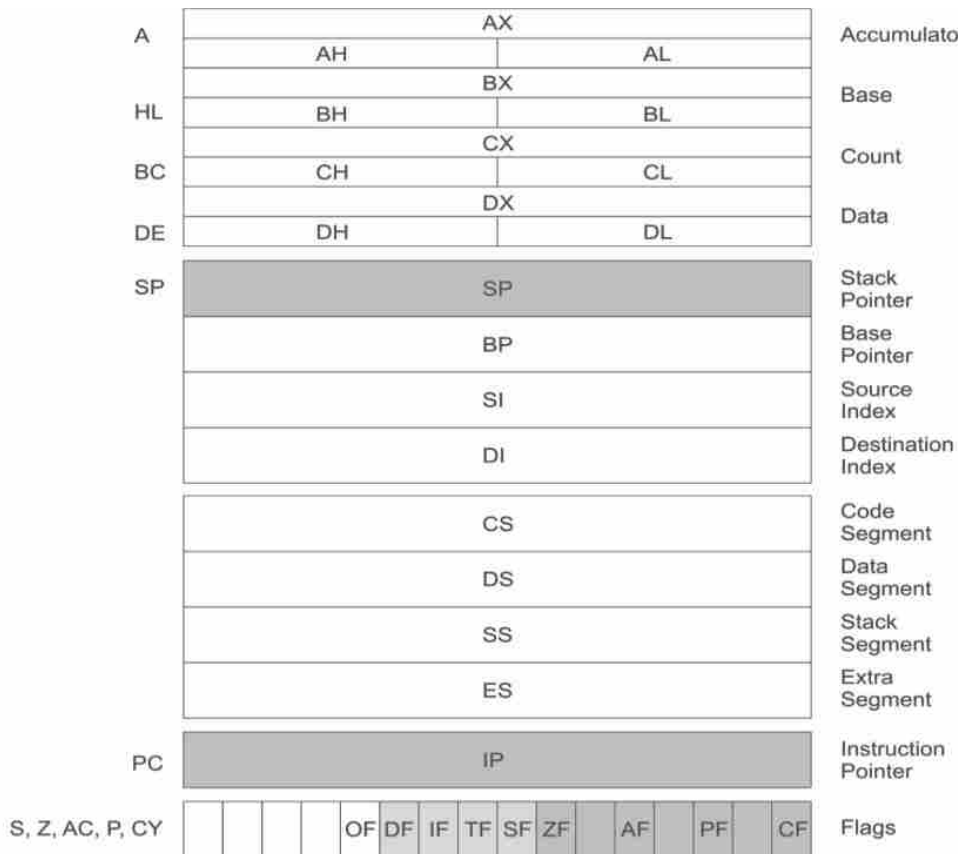 AX
A Accumulato
AH AL
BX
Base
HL BH BL
CX
Count
BC CH CL
DX
Data
DE DH DL
SP SP Stack
Pointer
BP Base
Pointer
SI Source
Index
DI Destination
Index
CS Code
Segment
DS Data
Segment
SS Stack
Segment
ES Extra
Segment
PC IP Instruction
Pointer
S, Z, AC, P, CY OF DF IF TF SF ZF AF PF CF Flags